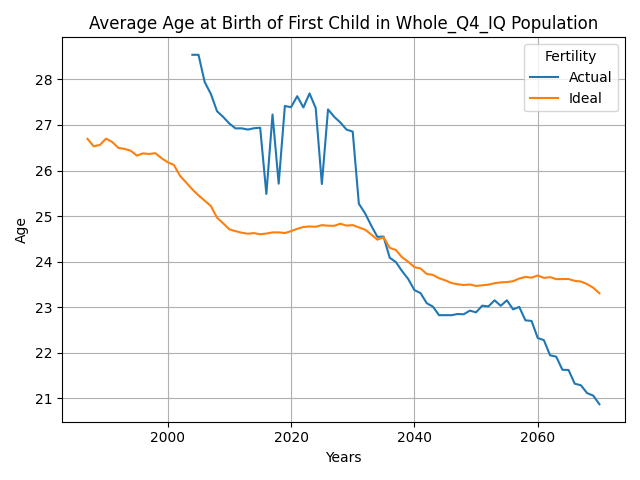 Average Age at Birth of First Child in Whole_Q4_IQ Population
Fertility
Actual
Ideal
28
27
26
25
24
23
22
21
Age
2000 2020 2040 2060
Years